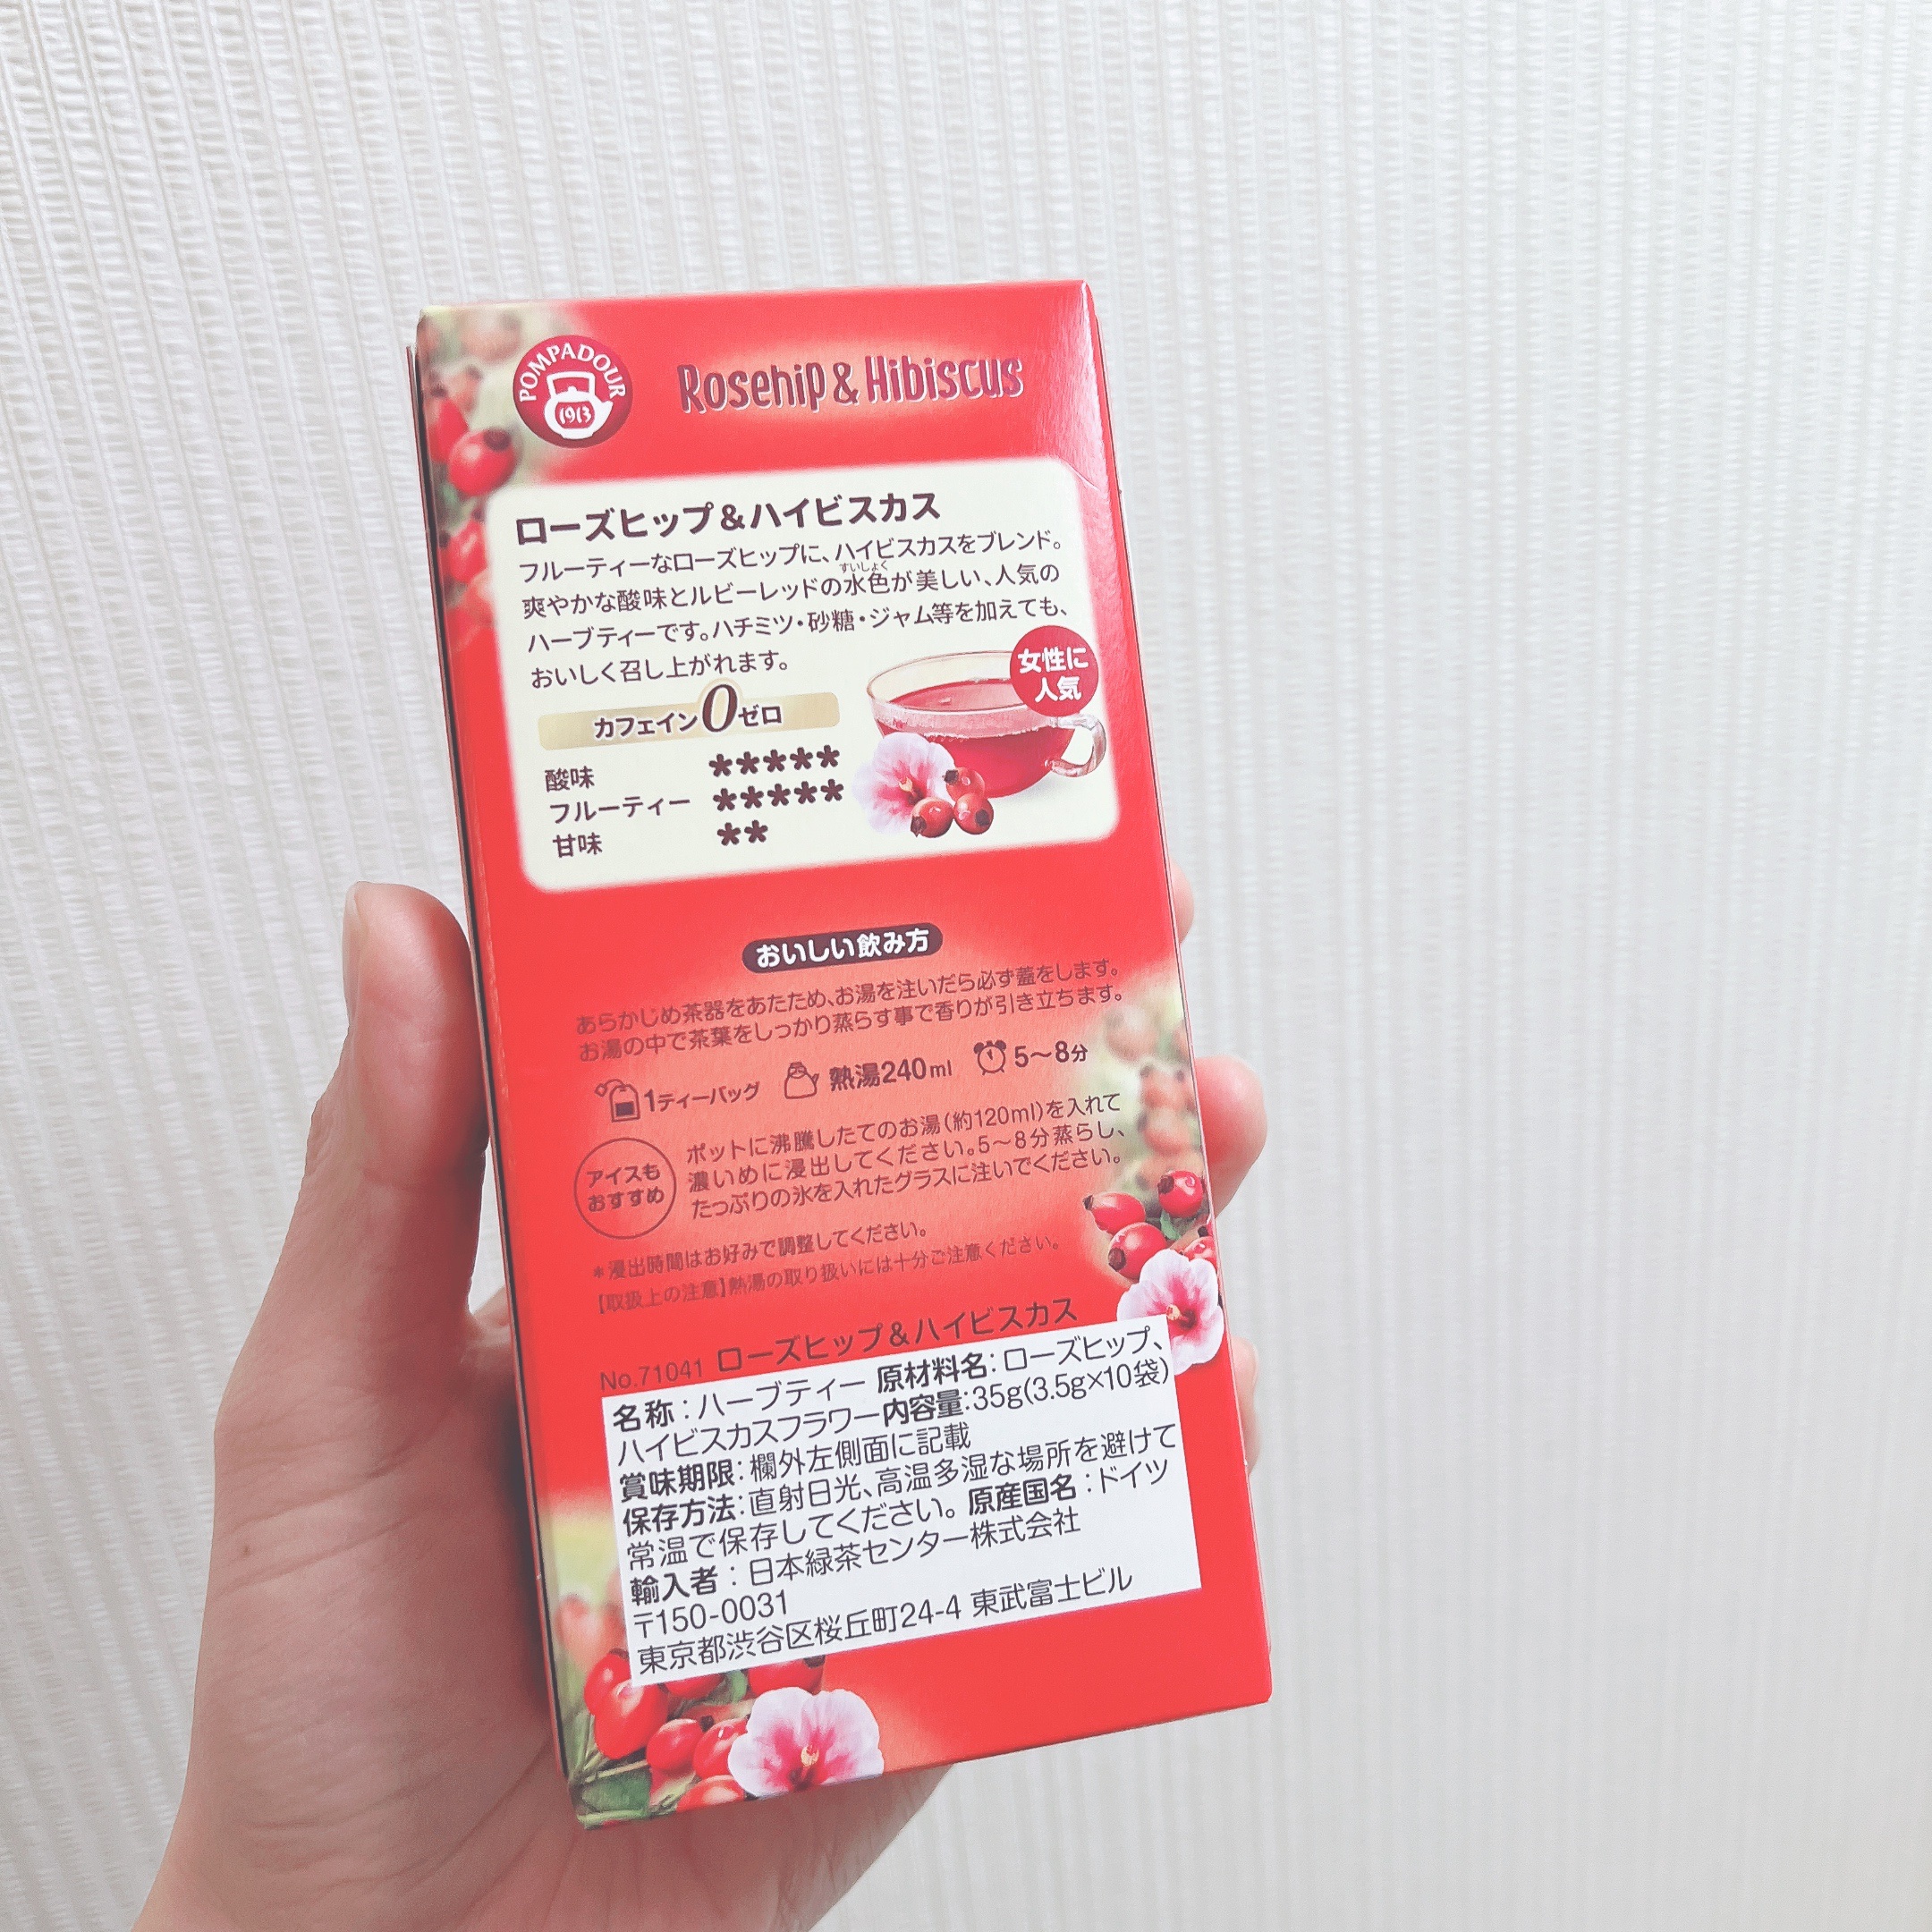 POMPADOUR
1913
Rosehip & Hibiscus
ローズヒップ&ハイビスカス
フルーティーなローズヒップに、ハイビスカスをブレンド。
すいしょく
爽やかな酸味とルビーレッドの水色が美しい、人気の
ハーブティーです。ハチミツ・砂糖・ジャム等を加えても、
おいしく召し上がれます。
女性に
人気
カフェイン0ゼロ
酸味 *****
フルーティー *****
甘味 **
おいしい飲み方
あらかじめ茶器をあたため、お湯を注いだら必ず蓋をします。
お湯の中で茶葉をしっかり蒸らす事で香りが引き立ちます。
1ティーバッグ 熱湯240ml 5〜8分
アイスも
おすすめ
ポットに沸騰したてのお湯(約120ml)を入れて
濃いめに浸出してください。5〜8分蒸らし、
たっぷりの氷を入れたグラスに注いでください。
*浸出時間はお好みで調整してください。
【取扱上の注意】熱湯の取り扱いには十分ご注意ください。
No.71041 ローズヒップ&ハイビスカス
名称:ハーブティー 原材料名:ローズヒップ、
ハイビスカスフラワー内容量:35g(3.5g×10袋)
賞味期限:欄外左側面に記載
保存方法:直射日光、高温多湿な場所を避けて
常温で保存してください。原産国名:ドイツ
輸入者:日本緑茶センター株式会社
〒150-0031
東京都渋谷区桜丘町24-4 東武富士ビル